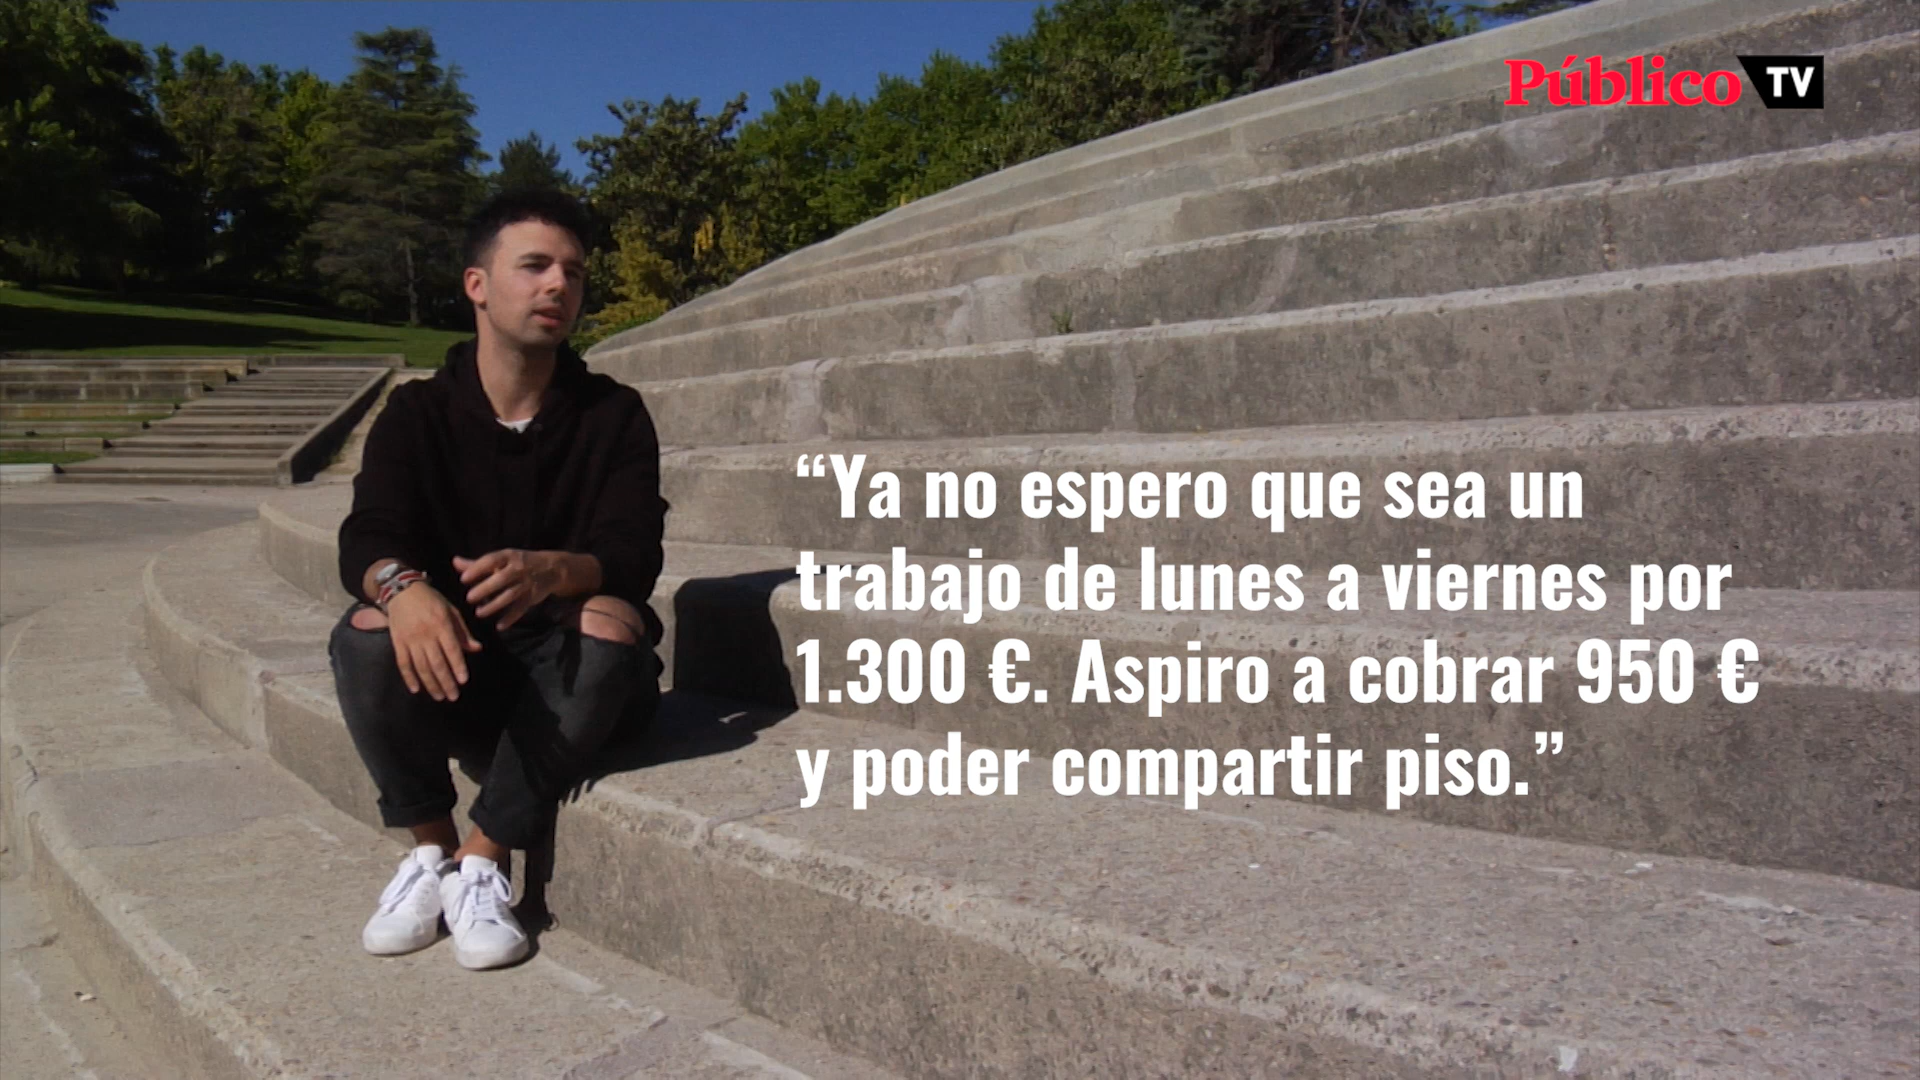 Público TV
“Ya no espero que sea un
trabajo de lunes a viernes por
1.300 €. Aspiro a cobrar 950 €
y poder compartir piso.”